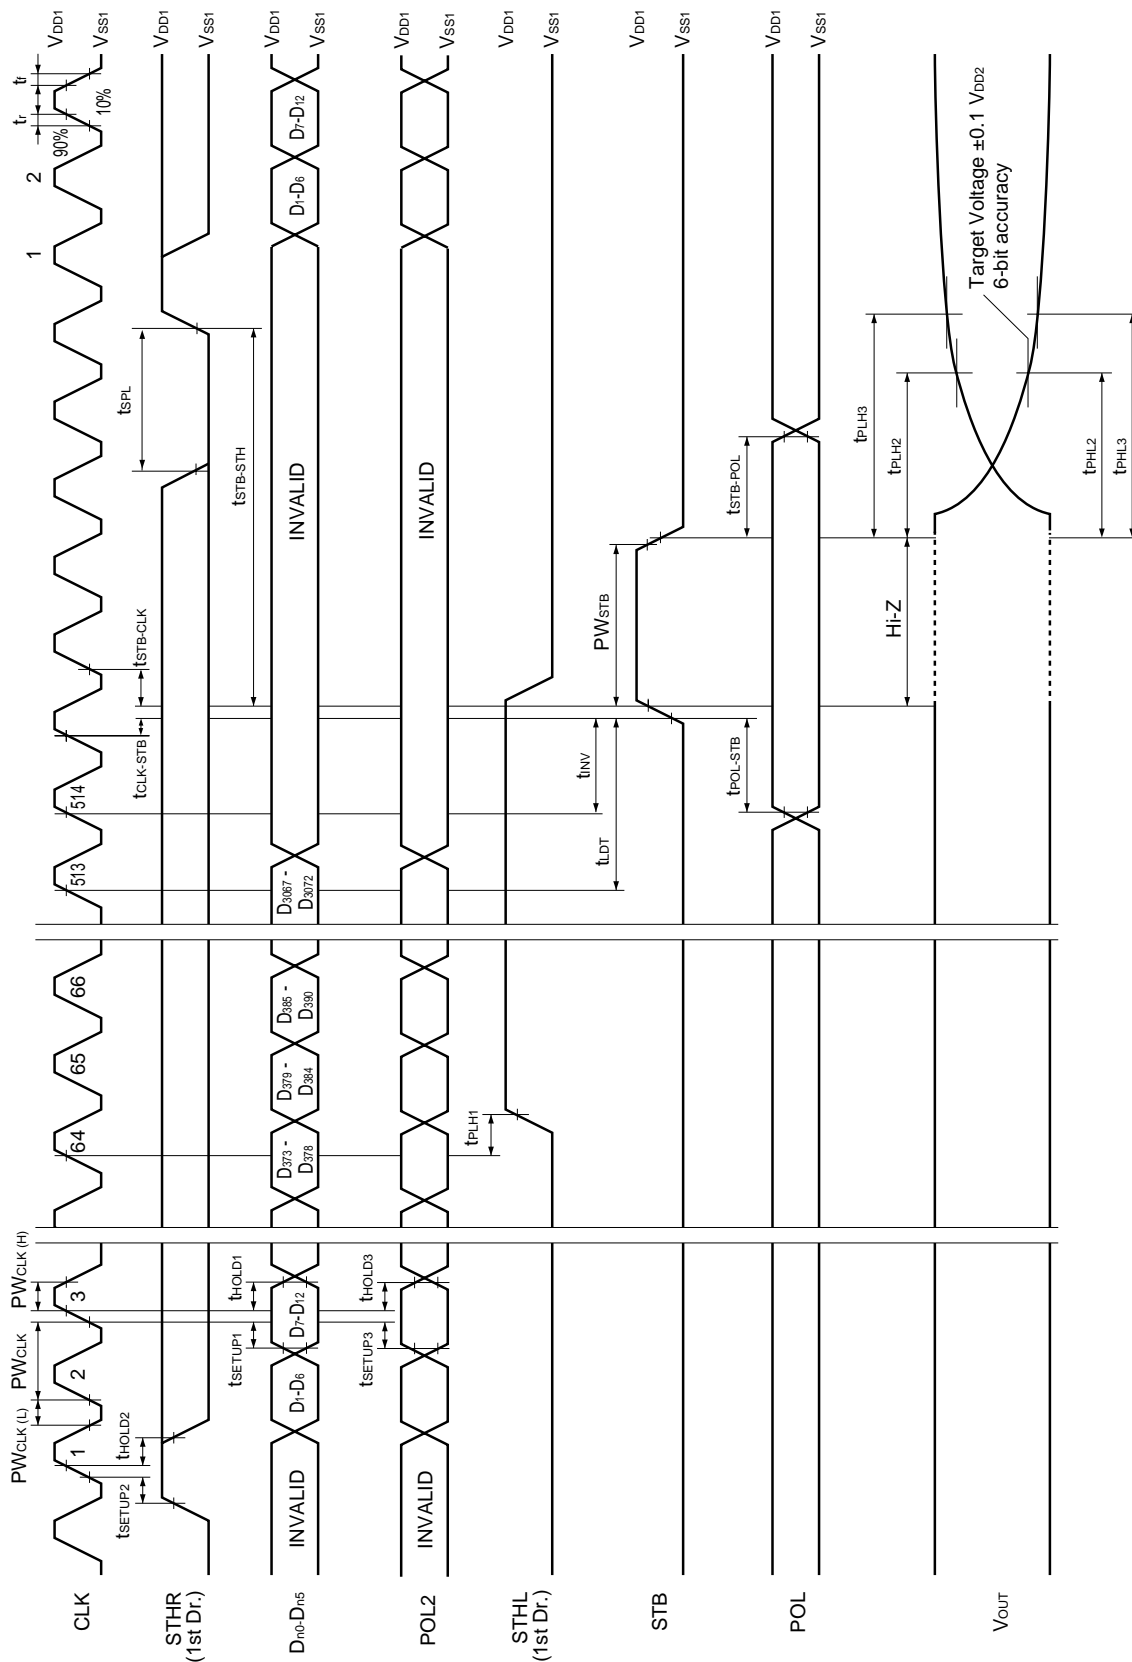 CLK
PWCLK (L)
PWCLK
PWCLK (H)
1
2
3
64
65
66
513
514
1
2
tr
tf
90%
10%
VDD1
VSS1
tSETUP2
tHOLD2
tCLK-STB
tSTB-CLK
STHR
(1st Dr.)
tSPL
tSTB-STH
VDD1
VSS1
tSETUP1
tHOLD1
Dn0-Dn5
INVALID
D1-D6
D7-D12
D373 -
D378
D379 -
D384
D385 -
D390
D3067 -
D3072
INVALID
D1-D6
D7-D12
VDD1
VSS1
tSETUP3
tHOLD3
POL2
INVALID
INVALID
VDD1
VSS1
STHL
(1st Dr.)
tPLH1
VDD1
VSS1
tINV
tLDT
STB
PWSTB
VDD1
VSS1
tPOL-STB
tSTB-POL
POL
VDD1
VSS1
Hi-Z
tPLH2
tPLH3
VOUT
Target Voltage ±0.1 VDD2
6-bit accuracy
tPHL2
tPHL3